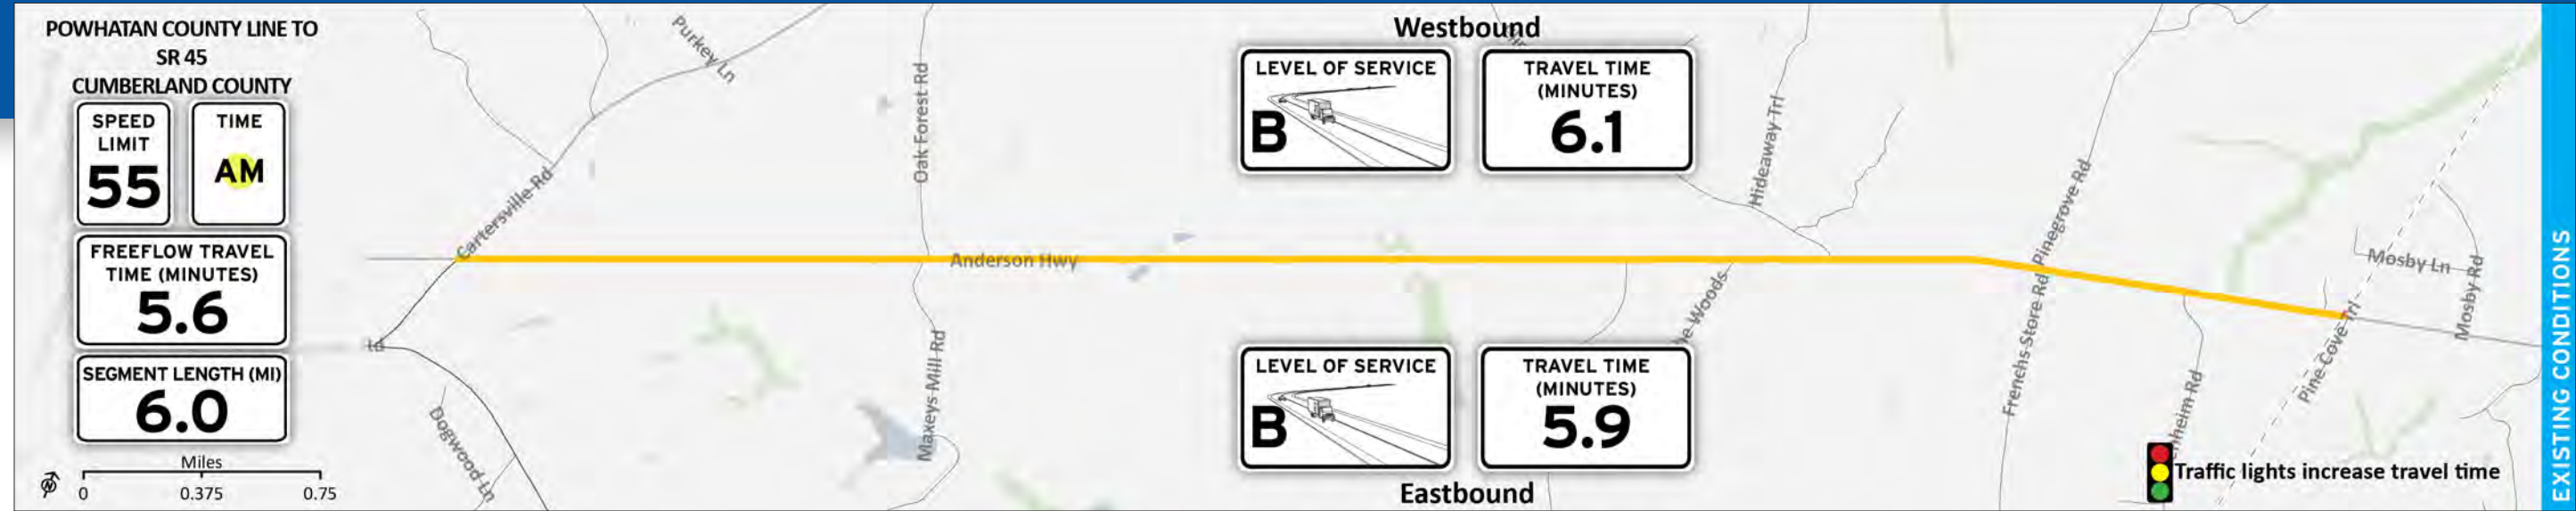 POWHATAN COUNTY LINE TO
SR 45
CUMBERLAND COUNTY
SPEED
LIMIT
55
TIME
AM
FREEFLOW TRAVEL
TIME (MINUTES)
5.6
SEGMENT LENGTH (MI)
6.0
Miles
0 0.375 0.75
N
Westbound
LEVEL OF SERVICE
B
TRAVEL TIME
(MINUTES)
6.1
Purkey Ln
Oak Forest Rd
Cartersville Rd
Anderson Hwy
Hideaway Trl
Pinegrove Rd
Mosby Ln
Mosby Rd
Frenchs Store Rd
Pine Cove Trl
Woods
Maxeys Mill Rd
Dogwood Ln
Rd
LEVEL OF SERVICE
B
TRAVEL TIME
(MINUTES)
5.9
Eastbound
Traffic lights increase travel time
EXISTING CONDITIONS